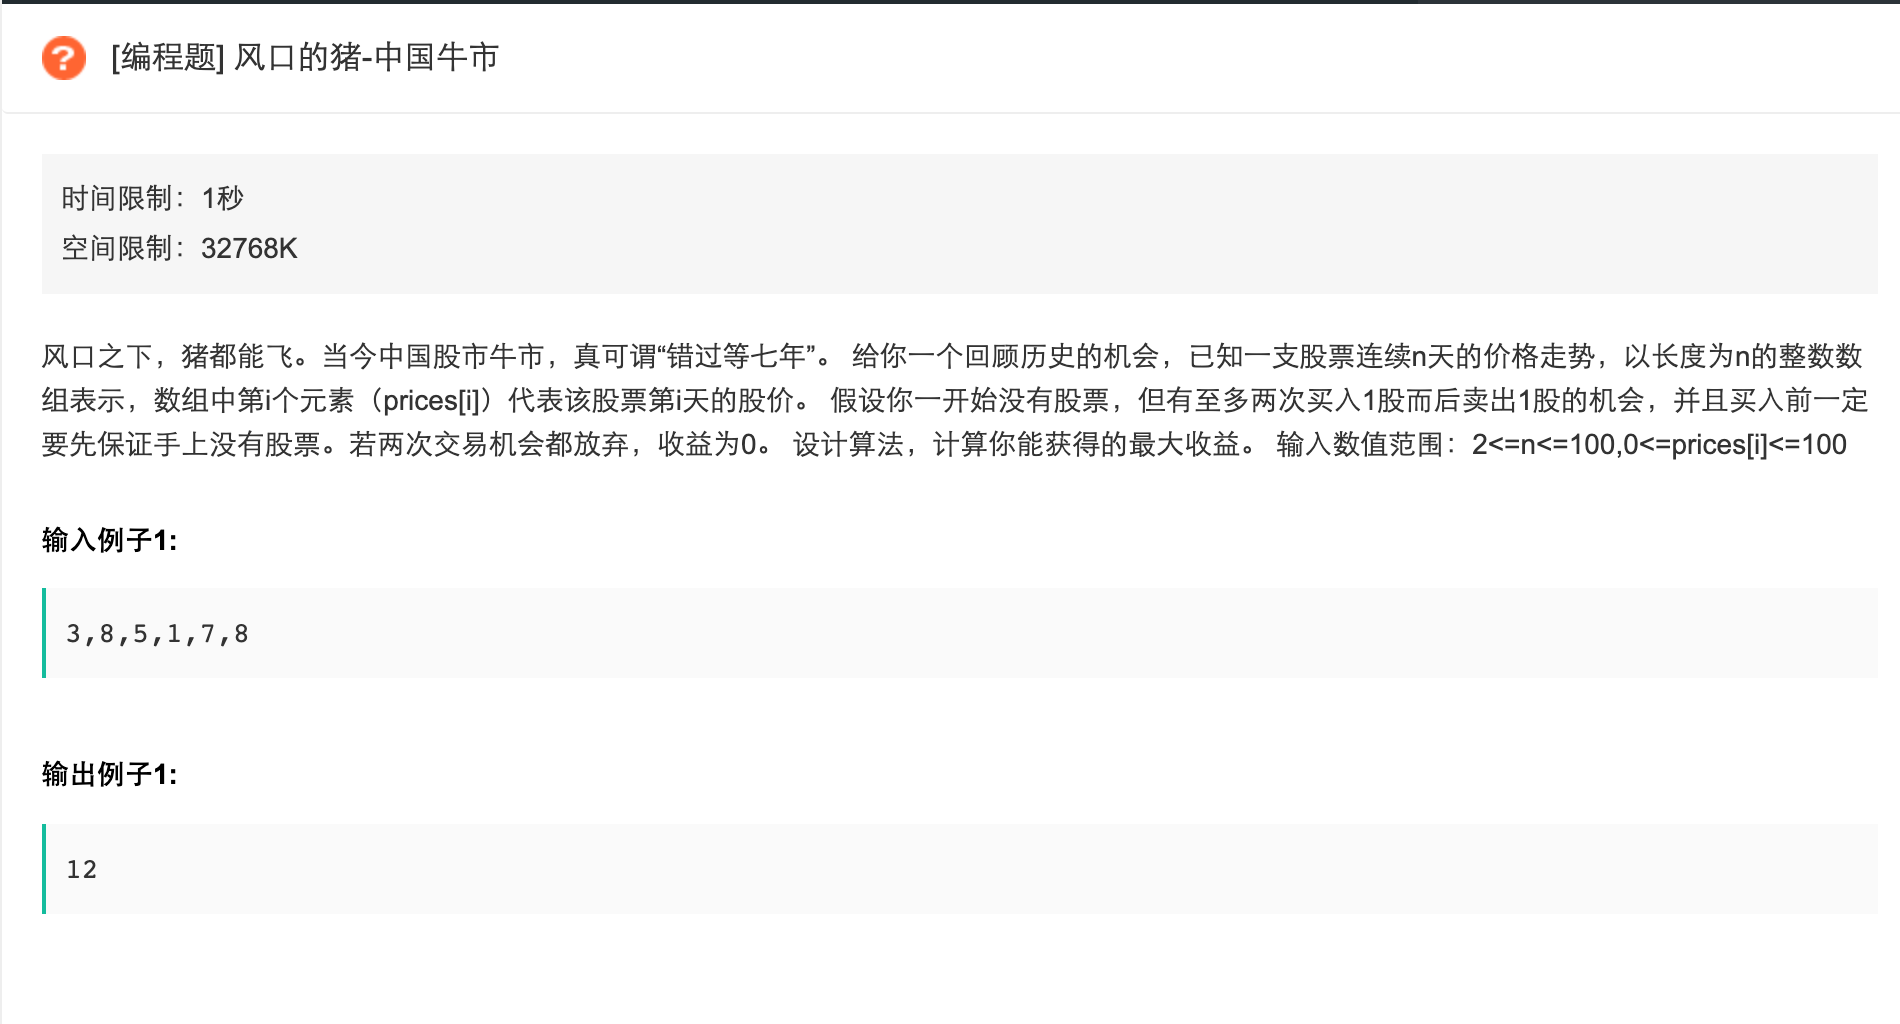 [编程题] 风口的猪-中国牛市
时间限制：1秒
空间限制：32768K
风口之下，猪都能飞。当今中国股市牛市，真可谓“错过等七年”。 给你一个回顾历史的机会，已知一支股票连续n天的价格走势，以长度为n的整数数
组表示，数组中第i个元素（prices[i]）代表该股票第i天的股价。 假设你一开始没有股票，但有至多两次买入1股而后卖出1股的机会，并且买入前一定
要先保证手上没有股票。若两次交易机会都放弃，收益为0。 设计算法，计算你能获得的最大收益。 输入数值范围：2<=n<=100,0<=prices[i]<=100
输入例子1:
3,8,5,1,7,8
输出例子1:
12